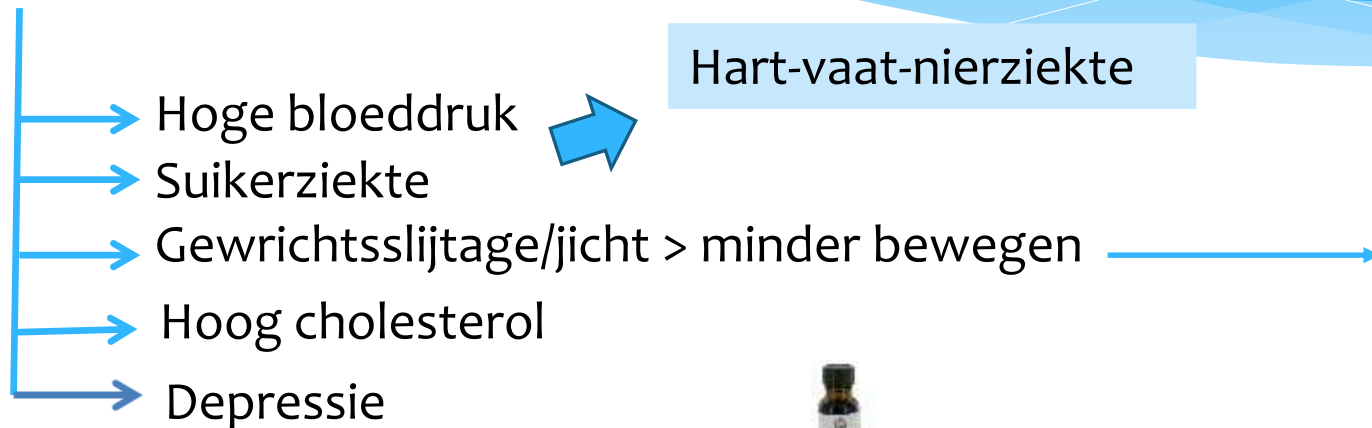 Hart-vaat-nierziekte
Hoge bloeddruk
Suikerziekte
Gewrichtsslijtage/jicht > minder bewegen
Hoog cholesterol
Depressie